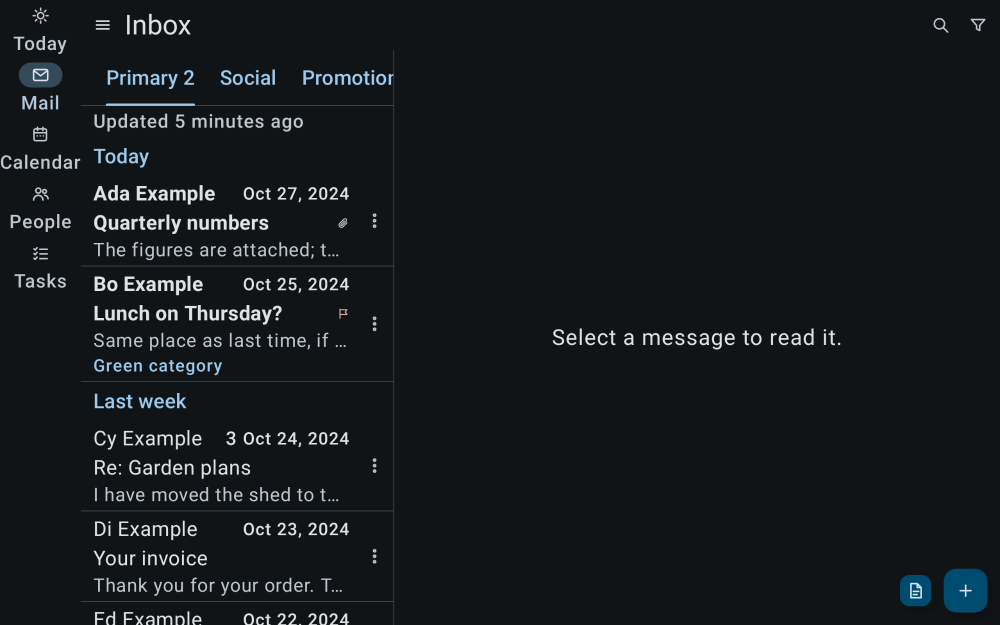 Today
Mail
Calendar
People
Tasks
Inbox
Primary 2 Social Promotion
Updated 5 minutes ago
Today
Ada Example Oct 27, 2024
Quarterly numbers
The figures are attached; t…
Bo Example Oct 25, 2024
Lunch on Thursday?
Same place as last time, if …
Green category
Last week
Cy Example 3 Oct 24, 2024
Re: Garden plans
I have moved the shed to t…
Di Example Oct 23, 2024
Your invoice
Thank you for your order. T…
Ed Example Oct 22, 2024
Select a message to read it.